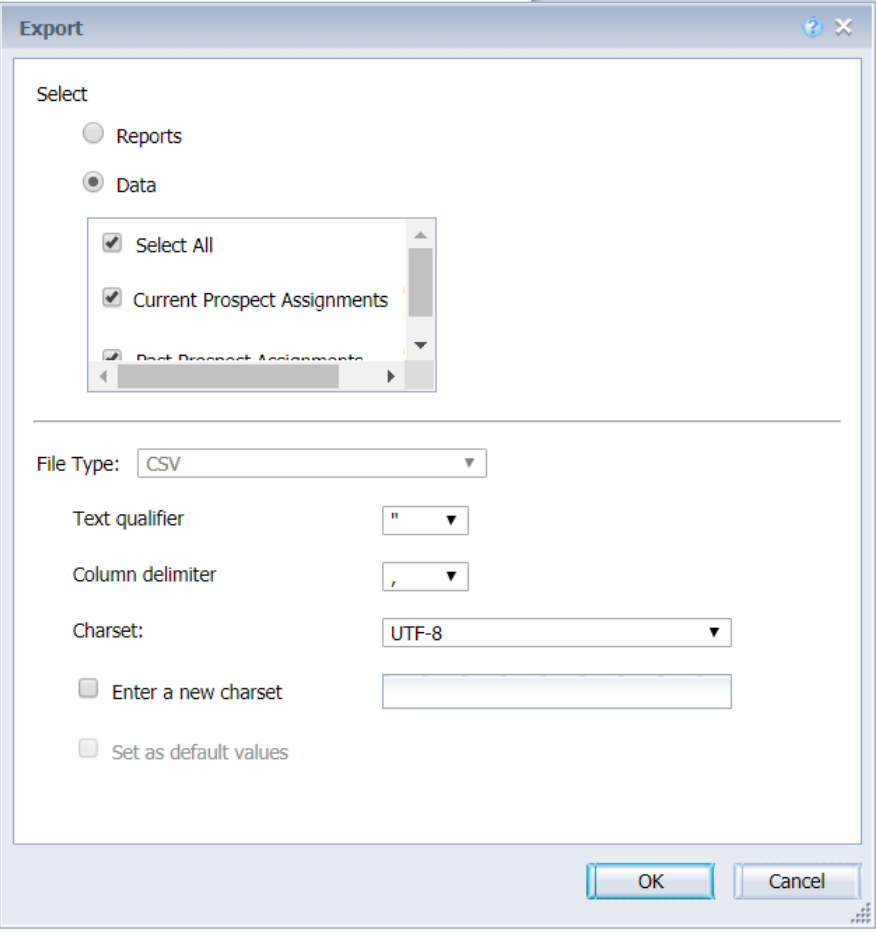 Export
Select
Reports
Data
Select All
Current Prospect Assignments
Past Prospect Assignments
File Type: CSV
Text qualifier "
Column delimiter ,
Charset: UTF-8
Enter a new charset
Set as default values
OK Cancel